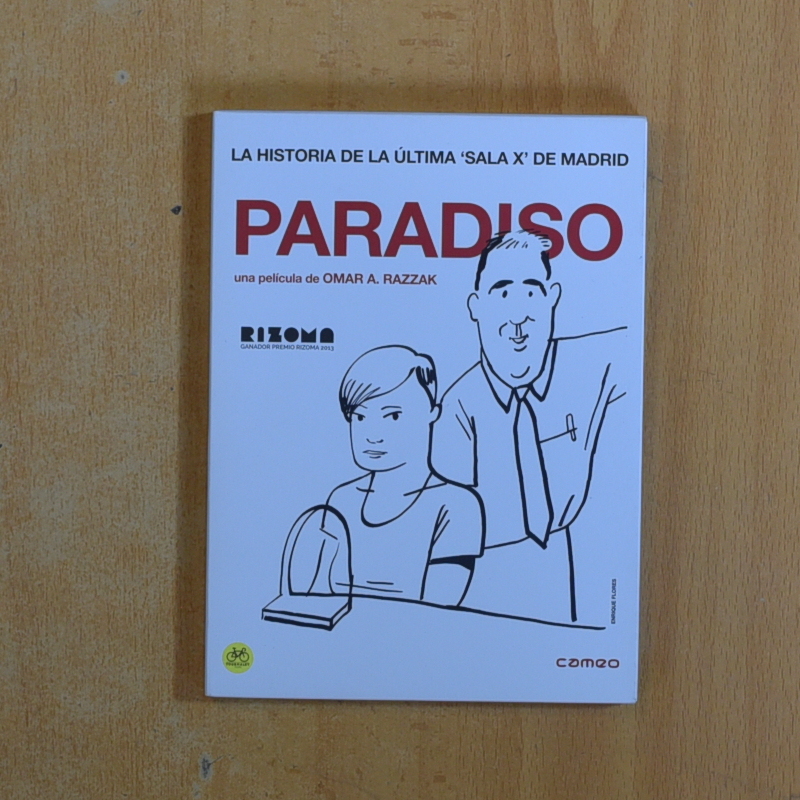 LA HISTORIA DE LA ÚLTIMA ‘SALA X’ DE MADRID
PARADISO
una película de OMAR A. RAZZAK
RIZOMA
GANADOR PREMIO RIZOMA 2013
ENRIQUE FLORES
cameo